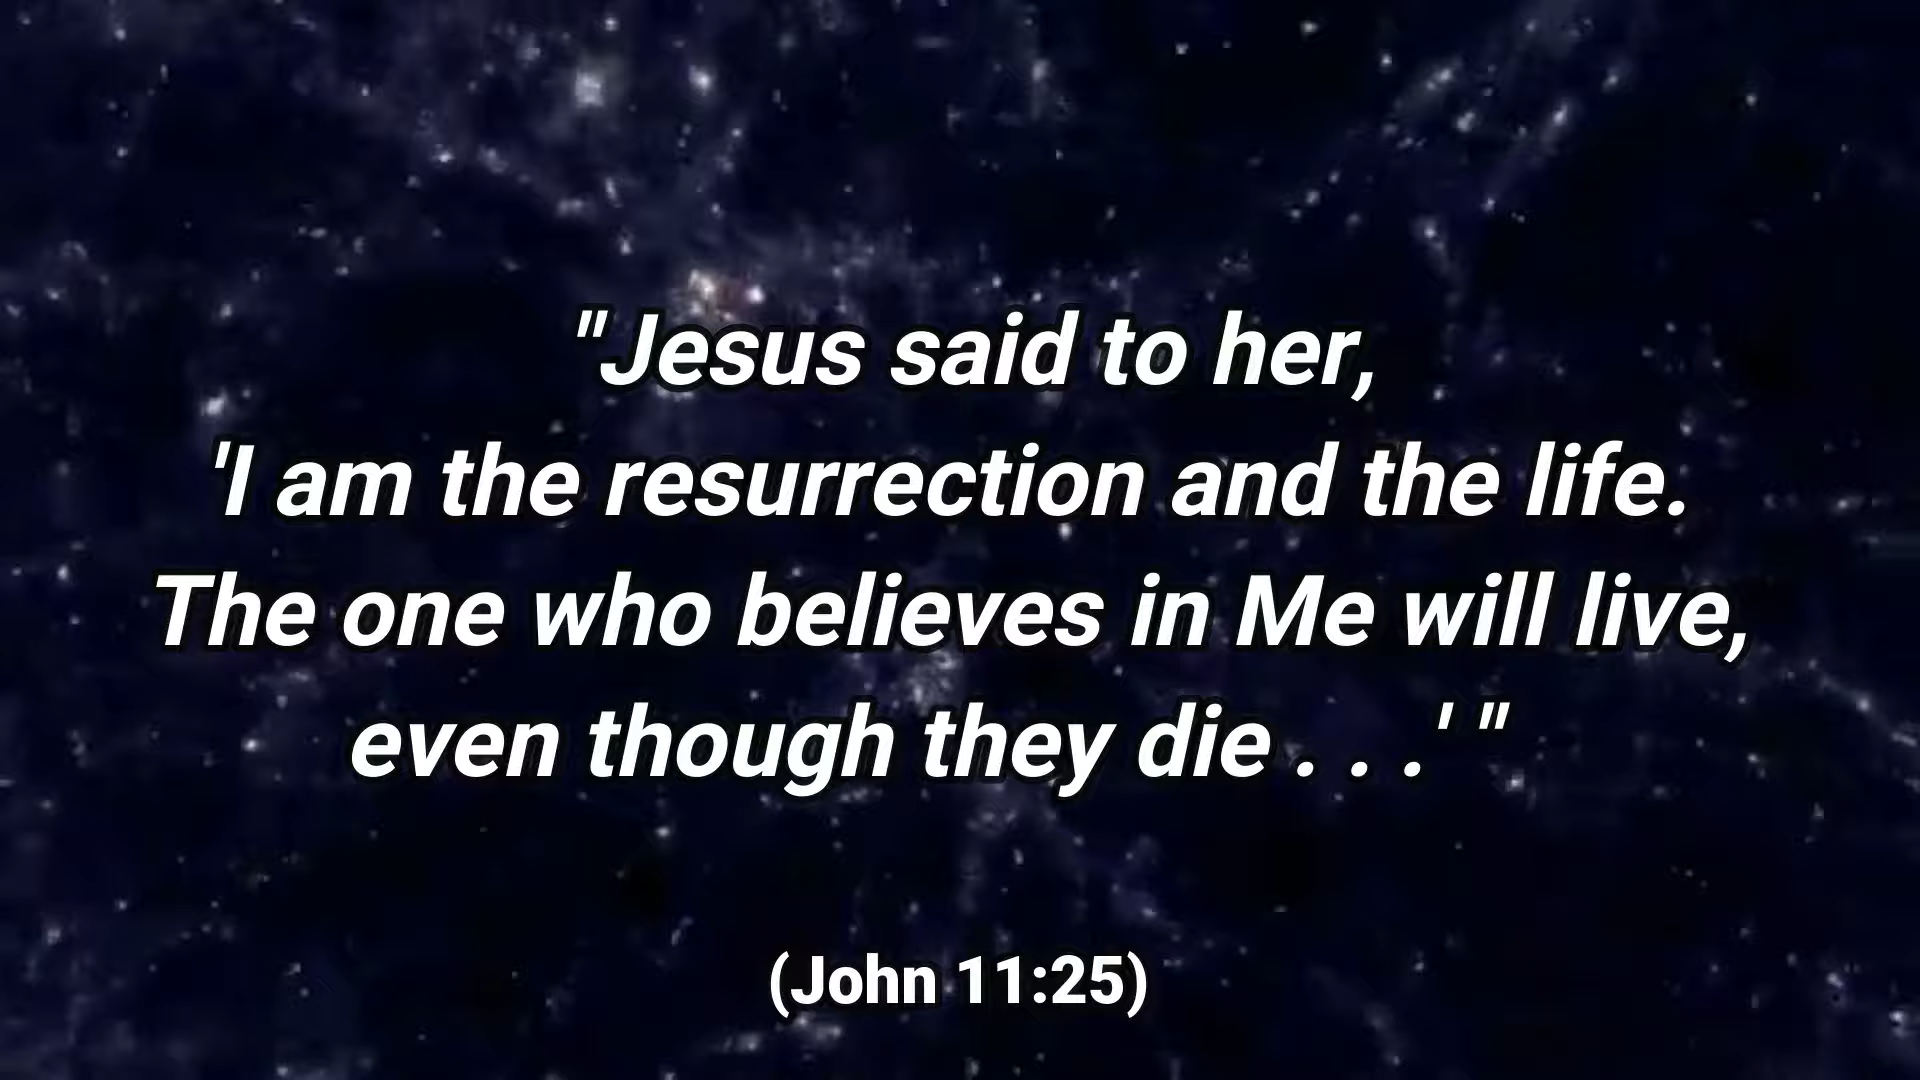 "Jesus said to her,
'I am the resurrection and the life.
The one who believes in Me will live,
even though they die . . .' "
(John 11:25)